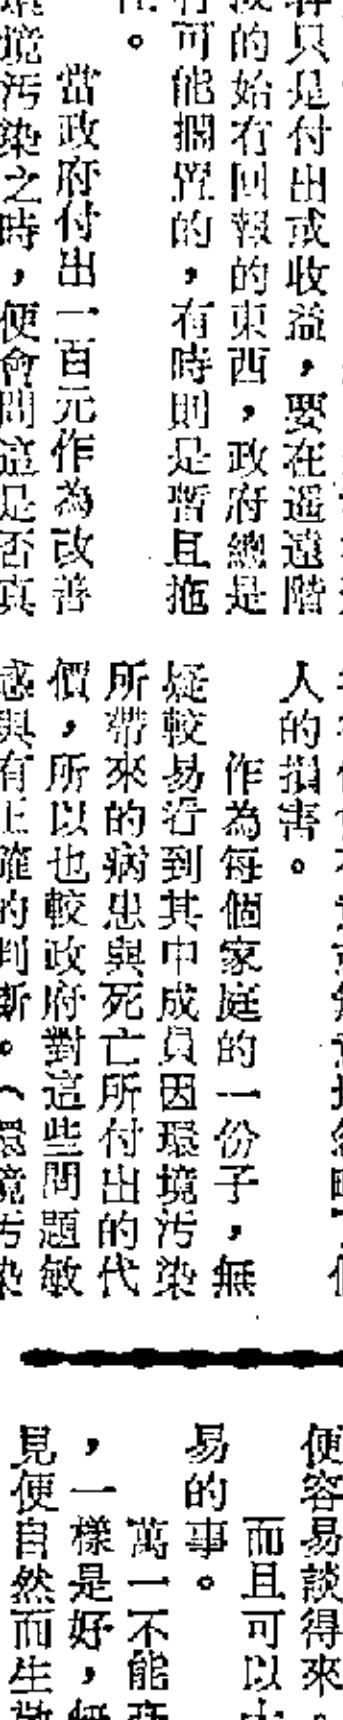 只是付出或收益，要在遥遠階
的始有回報的東西，政府總是
可能擱置的，有時則是暫且拖
。
當政府付出一百元作為改善
境污染之時，便會問這是否真
人的損害。
作為每個家庭的一份子，無
疑較易看到其中成員因環境污染
所帶來的病患與死亡所付出的代
價，所以也較政府對這些問題敏
感與有正確的判斷。（環境污染
便容易談得來。
而且可以
易的事。
萬一不能
，一樣是好，
見便自然而生